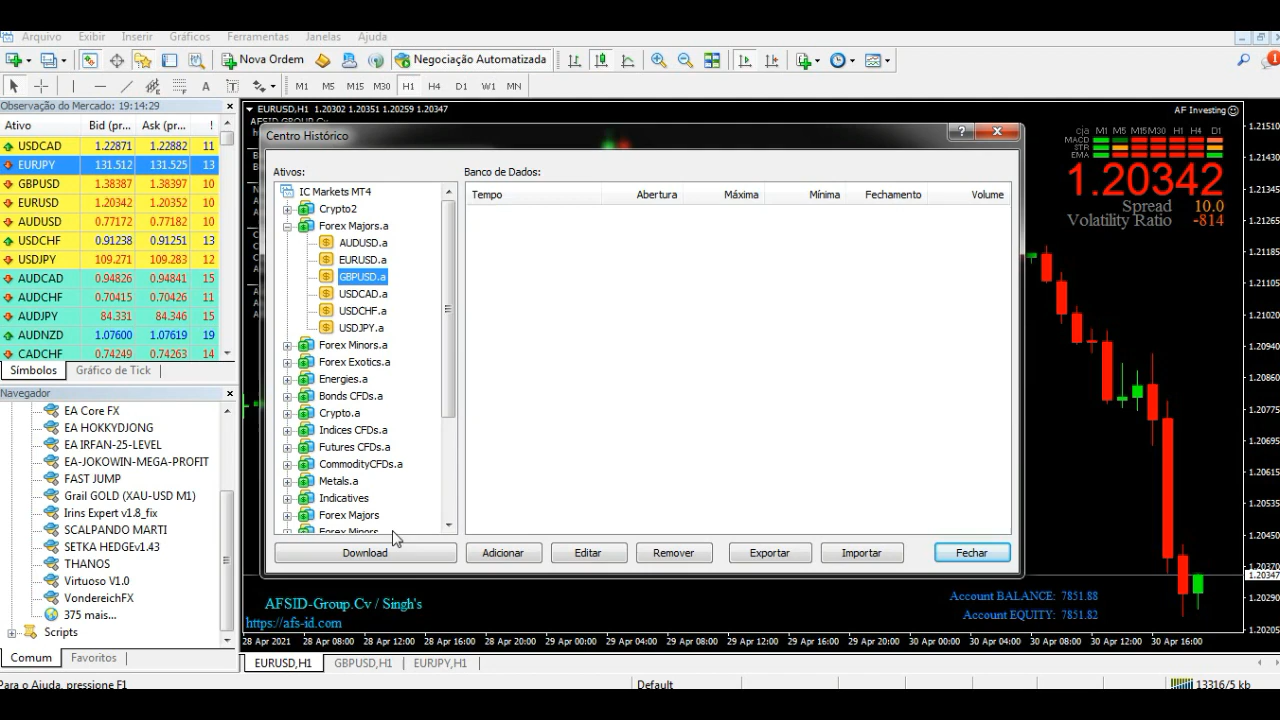 Arquivo Exibir Inserir Gráficos Ferramentas Janelas Ajuda
Nova Ordem Negociação Automatizada
A T M1 M5 M15 M30 H1 H4 D1 W1 MN
Observação do Mercado: 19:14:29
Ativo Bid (pr... Ask (pr... !
USDCAD 1.22871 1.22882 11
EURJPY 131.512 131.525 13
GBPUSD 1.38387 1.38397 10
EURUSD 1.20342 1.20352 10
AUDUSD 0.77172 0.77182 10
USDCHF 0.91238 0.91251 13
USDJPY 109.271 109.283 12
AUDCAD 0.94826 0.94841 15
AUDCHF 0.70415 0.70426 11
AUDJPY 84.331 84.346 15
AUDNZD 1.07600 1.07619 19
CADCHF 0.74249 0.74263 14
Símbolos Gráfico de Tick
Navegador
EA Core FX
EA HOKKYDJONG
EA IRFAN-25-LEVEL
EA-JOKOWIN-MEGA-PROFIT
FAST JUMP
Grail GOLD (XAU-USD M1)
Irins Expert v1.8_fix
SCALPANDO MARTI
SETKA HEDGEv1.43
THANOS
Virtuoso V1.0
VondereichFX
375 mais...
Scripts
Comum Favoritos
EURUSD,H1 1.20302 1.20351 1.20259 1.20347
AF Investing
Centro Histórico
Ativos:
IC Markets MT4
Crypto2
Forex Majors.a
AUDUSD.a
EURUSD.a
GBPUSD.a
USDCAD.a
USDCHF.a
USDJPY.a
Forex Minors.a
Forex Exotics.a
Energies.a
Bonds CFDs.a
Crypto.a
Indices CFDs.a
Futures CFDs.a
CommodityCFDs.a
Metals.a
Indicatives
Forex Majors
Forex Minors
Banco de Dados:
Tempo Abertura Máxima Mínima Fechamento Volume
Download Adicionar Editar Remover Exportar Importar Fechar
M1 M5 M15 M30 H1 H4 D1
MACD
STR
EMA
1.20342
Spread 10.0
Volatility Ratio -814
1.21510
1.21430
1.21345
1.21265
1.21185
1.21105
1.21020
1.20940
1.20860
1.20775
1.20695
1.20615
1.20535
1.20450
1.20370
1.20347
1.20290
1.20205
AFSID-Group.Cv / Singh's
https://afs-id.com
Account BALANCE: 7851.88
Account EQUITY: 7851.82
28 Apr 2021 28 Apr 08:00 28 Apr 12:00 28 Apr 16:00 28 Apr 20:00 29 Apr 00:00 29 Apr 04:00 29 Apr 08:00 29 Apr 12:00 29 Apr 16:00 29 Apr 20:00 30 Apr 00:00 30 Apr 04:00 30 Apr 08:00 30 Apr 12:00 30 Apr 16:00
EURUSD,H1 GBPUSD,H1 EURJPY,H1
Para o Ajuda, pressione F1 Default 13316/5 kb